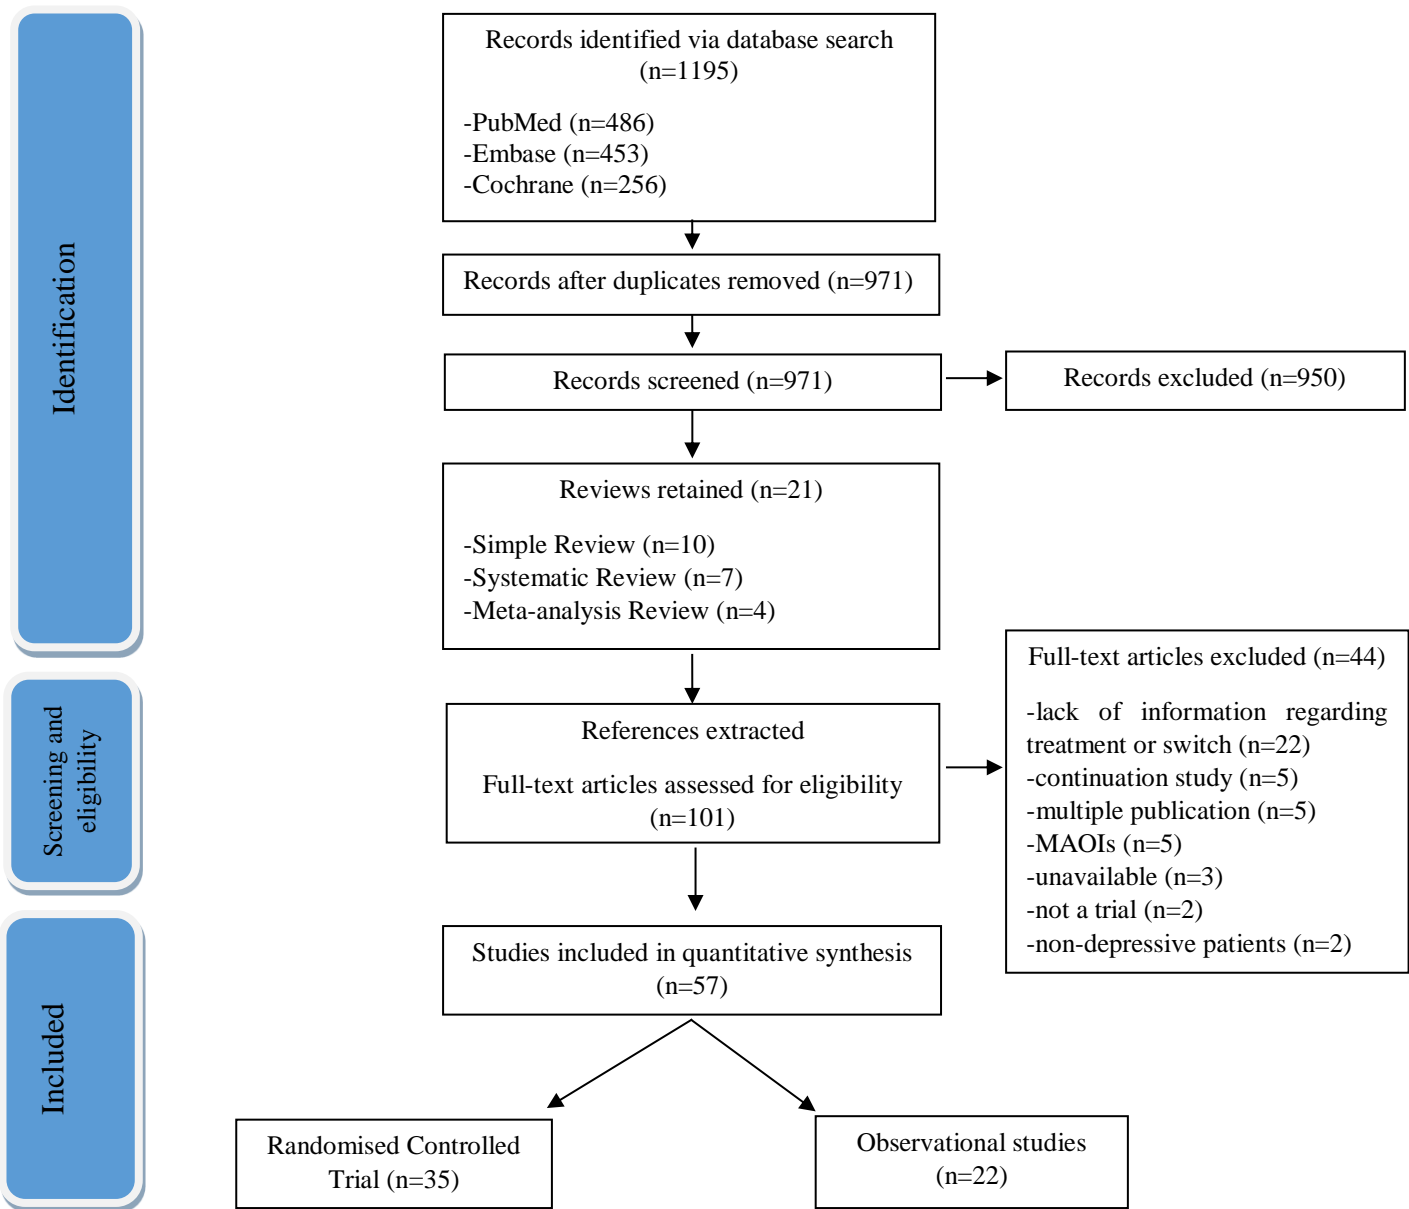 Identification
Records identified via database search
(n=1195)
-PubMed (n=486)
-Embase (n=453)
-Cochrane (n=256)
Records after duplicates removed (n=971)
Records screened (n=971)
Records excluded (n=950)
Reviews retained (n=21)
-Simple Review (n=10)
-Systematic Review (n=7)
-Meta-analysis Review (n=4)
Screening and
eligibility
References extracted
Full-text articles assessed for eligibility
(n=101)
Full-text articles excluded (n=44)
-lack of information regarding
treatment or switch (n=22)
-continuation study (n=5)
-multiple publication (n=5)
-MAOIs (n=5)
-unavailable (n=3)
-not a trial (n=2)
-non-depressive patients (n=2)
Included
Studies included in quantitative synthesis
(n=57)
Randomised Controlled
Trial (n=35)
Observational studies
(n=22)